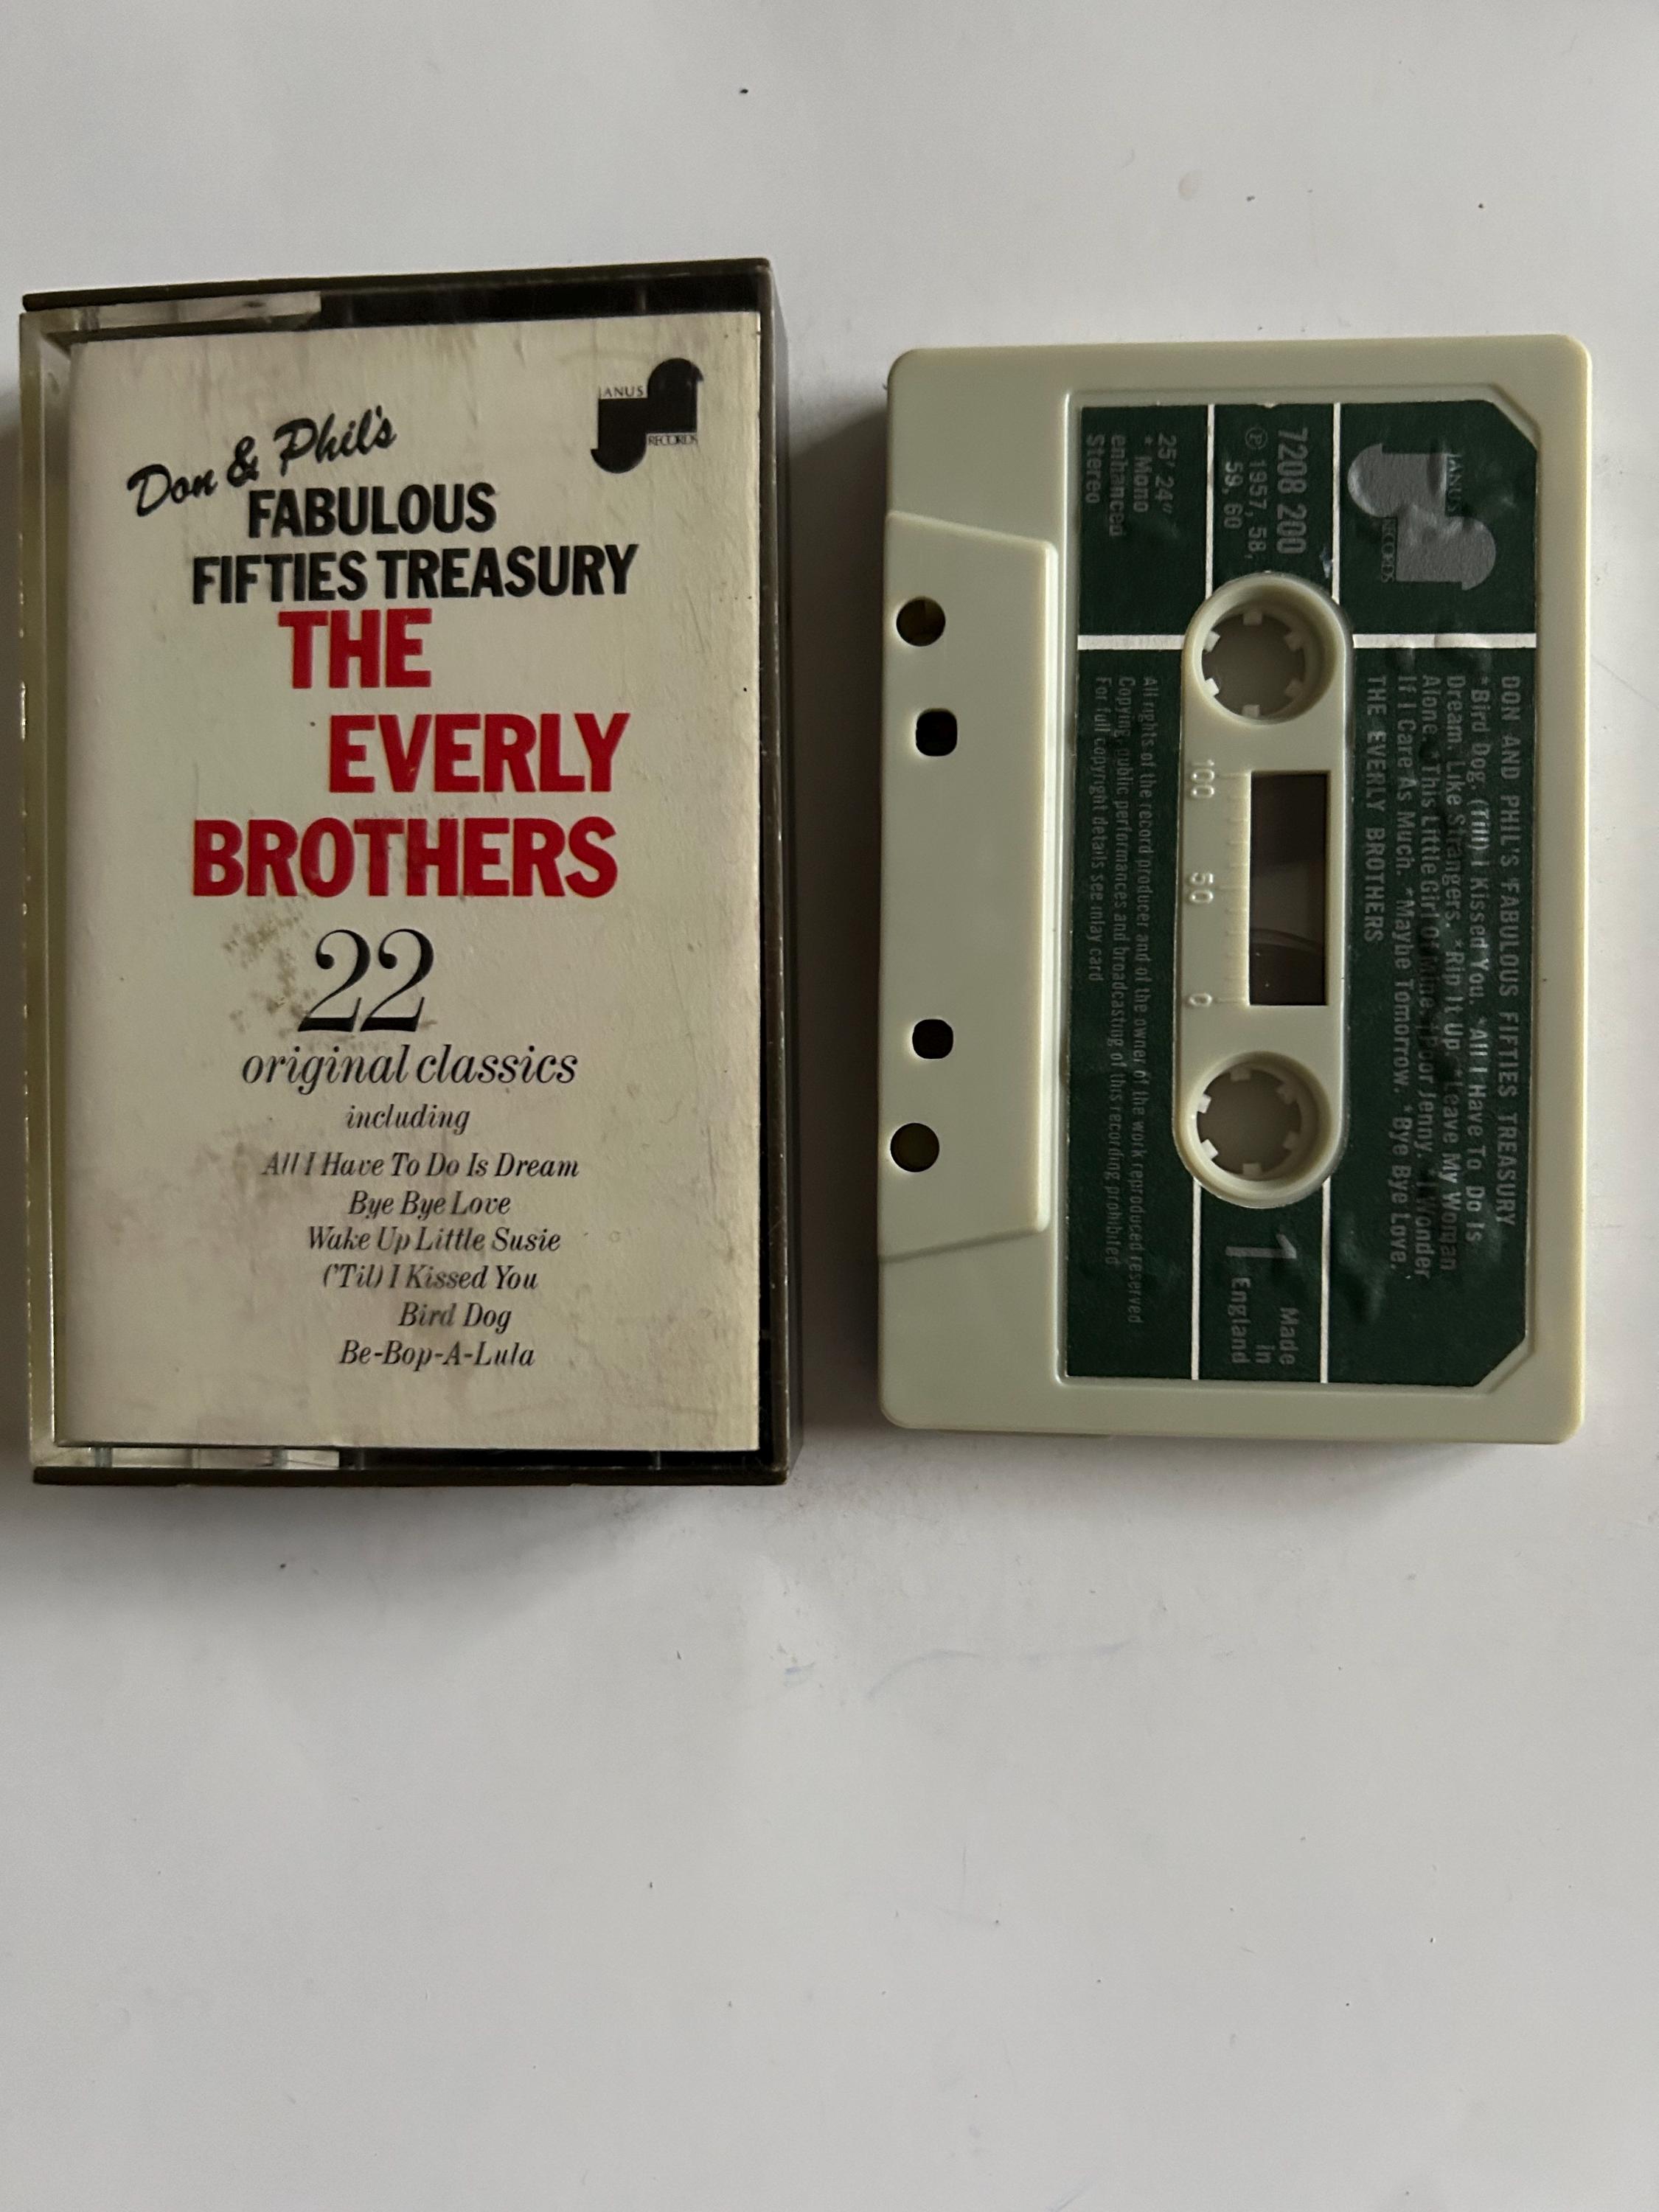 JANUS
RECORDS
Don & Phil's
FABULOUS
FIFTIES TREASURY
THE
EVERLY
BROTHERS
22
original classics
including
All I Have To Do Is Dream
Bye Bye Love
Wake Up Little Susie
('Til) I Kissed You
Bird Dog
Be-Bop-A-Lula
JANUS
RECORDS
DON AND PHIL'S 'FABULOUS FIFTIES TREASURY
*Bird Dog. (Till) I Kissed You. *All I Have To Do Is
Dream. Like Strangers. *Rip It Up. *Leave My Woman
Alone. *This Little Girl Of Mine. *Poor Jenny. *I Wonder
If I Care As Much. *Maybe Tomorrow. *Bye Bye Love.
THE EVERLY BROTHERS
7208 200
℗ 1957, 58,
59, 60
25' 24"
* Mono
enhanced
Stereo
100 50 0
1
Made
in
England
All rights of the record producer and of the owner of the work reproduced reserved
Copying, public performances and broadcasting of this recording prohibited
For full copyright details see inlay card